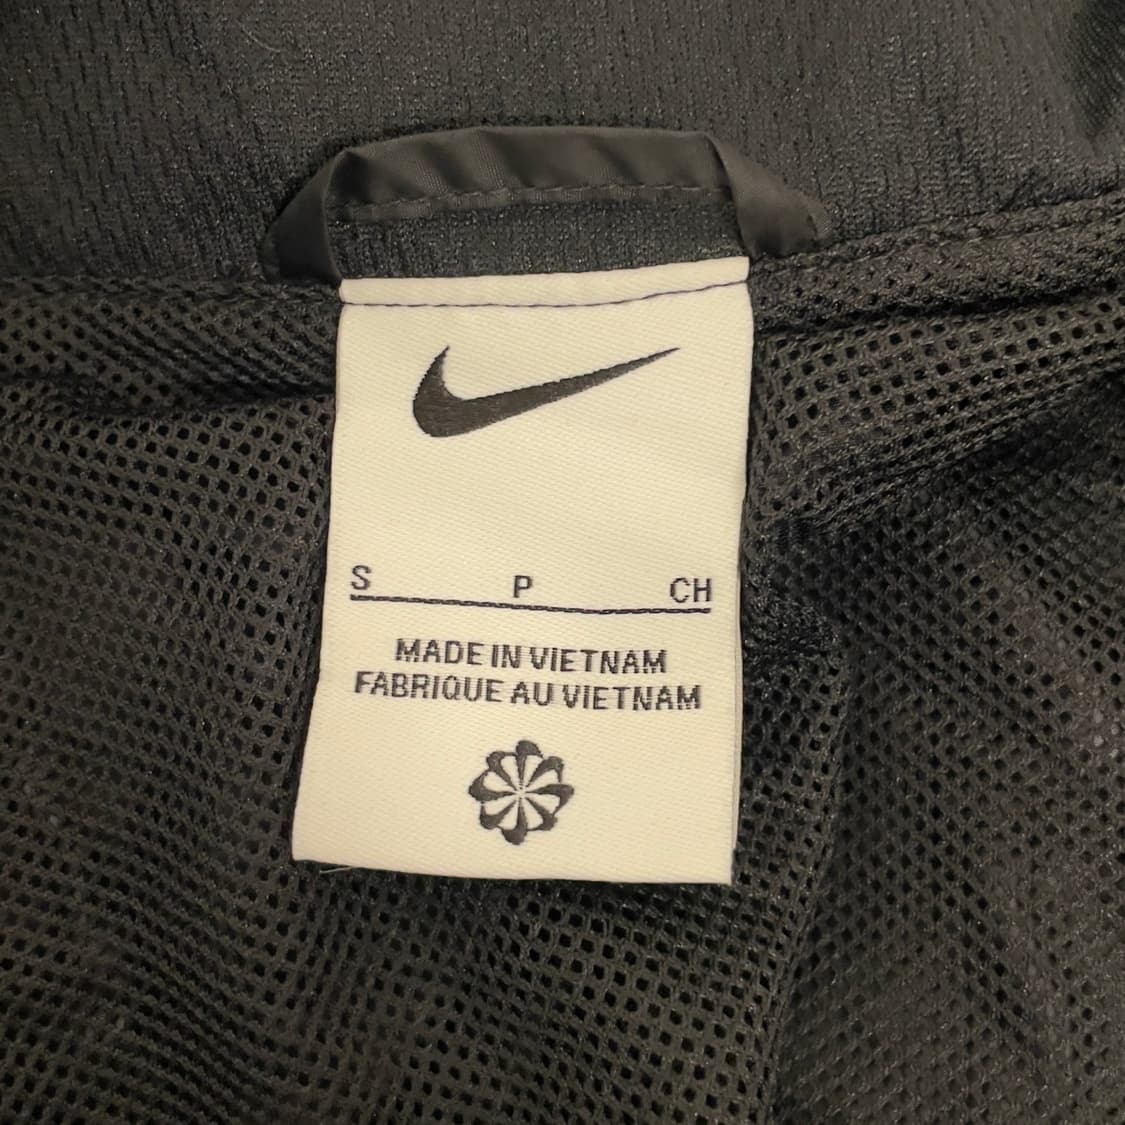 S P CH
MADE IN VIETNAM
FABRIQUE AU VIETNAM